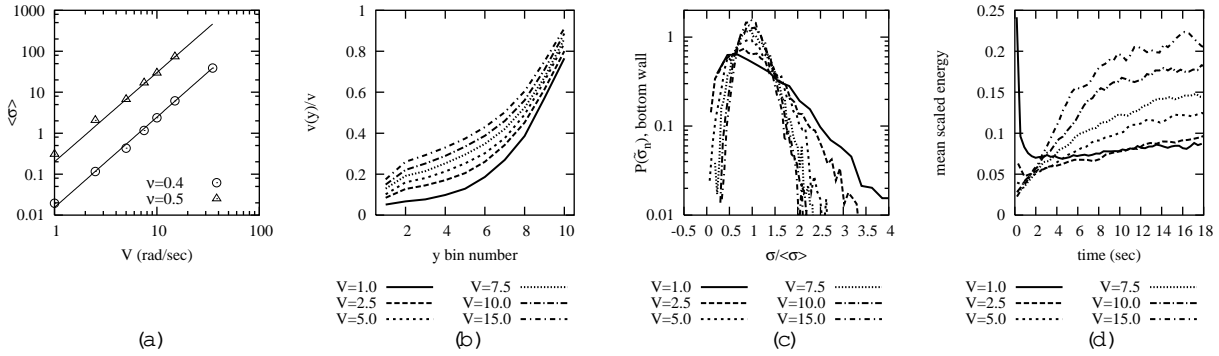 1000
100
10
1
0.1
0.01
<σ>
1
10
100
V (rad/sec)
ν=0.4
ν=0.5
(a)
1
0.8
0.6
0.4
0.2
0
v(y)/v
2
4
6
8
10
y bin number
V=1.0
V=2.5
V=5.0
V=7.5
V=10.0
V=15.0
(b)
1
0.1
0.01
P(σ̃n), bottom wall
-0.5
0
0.5
1
1.5
2
2.5
3
3.5
4
σ/<σ>
V=1.0
V=2.5
V=5.0
V=7.5
V=10.0
V=15.0
(c)
0.25
0.20
0.15
0.10
0.05
0
mean scaled energy
0
2
4
6
8
10
12
14
16
18
time (sec)
V=1.0
V=2.5
V=5.0
V=7.5
V=10.0
V=15.0
(d)